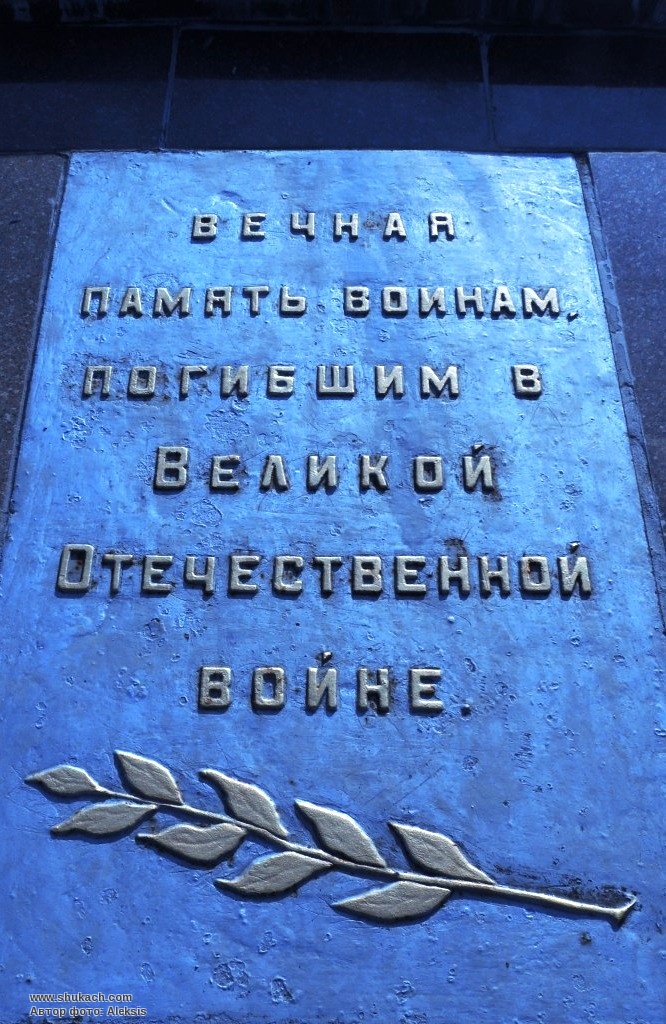 ВЕЧНАЯ
ПАМЯТЬ ВОИНАМ,
ПОГИБШИМ В
ВЕЛИКОЙ
ОТЕЧЕСТВЕННОЙ
ВОЙНЕ.
www.shukach.com
Автор фото: Aleksis